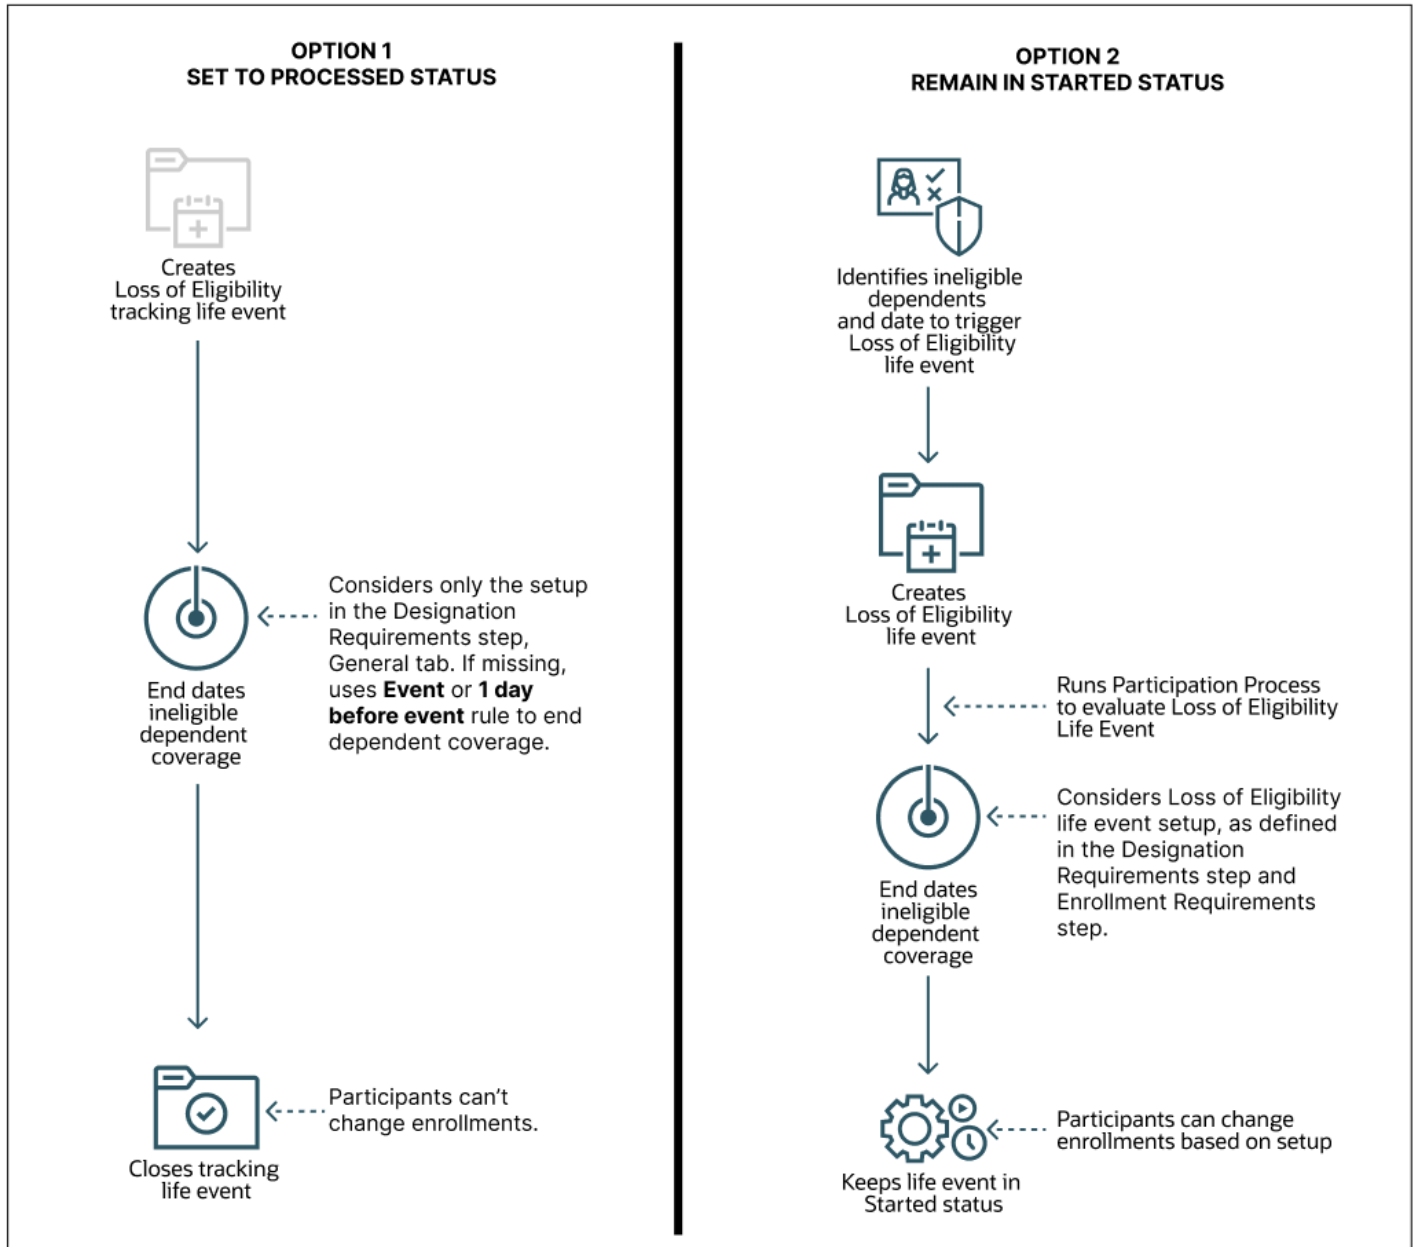 OPTION 1
SET TO PROCESSED STATUS
Creates
Loss of Eligibility
tracking life event
End dates
ineligible
dependent
coverage
Considers only the setup
in the Designation
Requirements step,
General tab. If missing,
uses Event or 1 day
before event rule to end
dependent coverage.
Closes tracking
life event
Participants can’t
change enrollments.
OPTION 2
REMAIN IN STARTED STATUS
Identifies ineligible
dependents
and date to trigger
Loss of Eligibility
life event
Creates
Loss of Eligibility
life event
Runs Participation Process
to evaluate Loss of Eligibility
Life Event
End dates
ineligible
dependent
coverage
Considers Loss of Eligibility
life event setup, as defined
in the Designation
Requirements step and
Enrollment Requirements
step.
Keeps life event in
Started status
Participants can change
enrollments based on setup